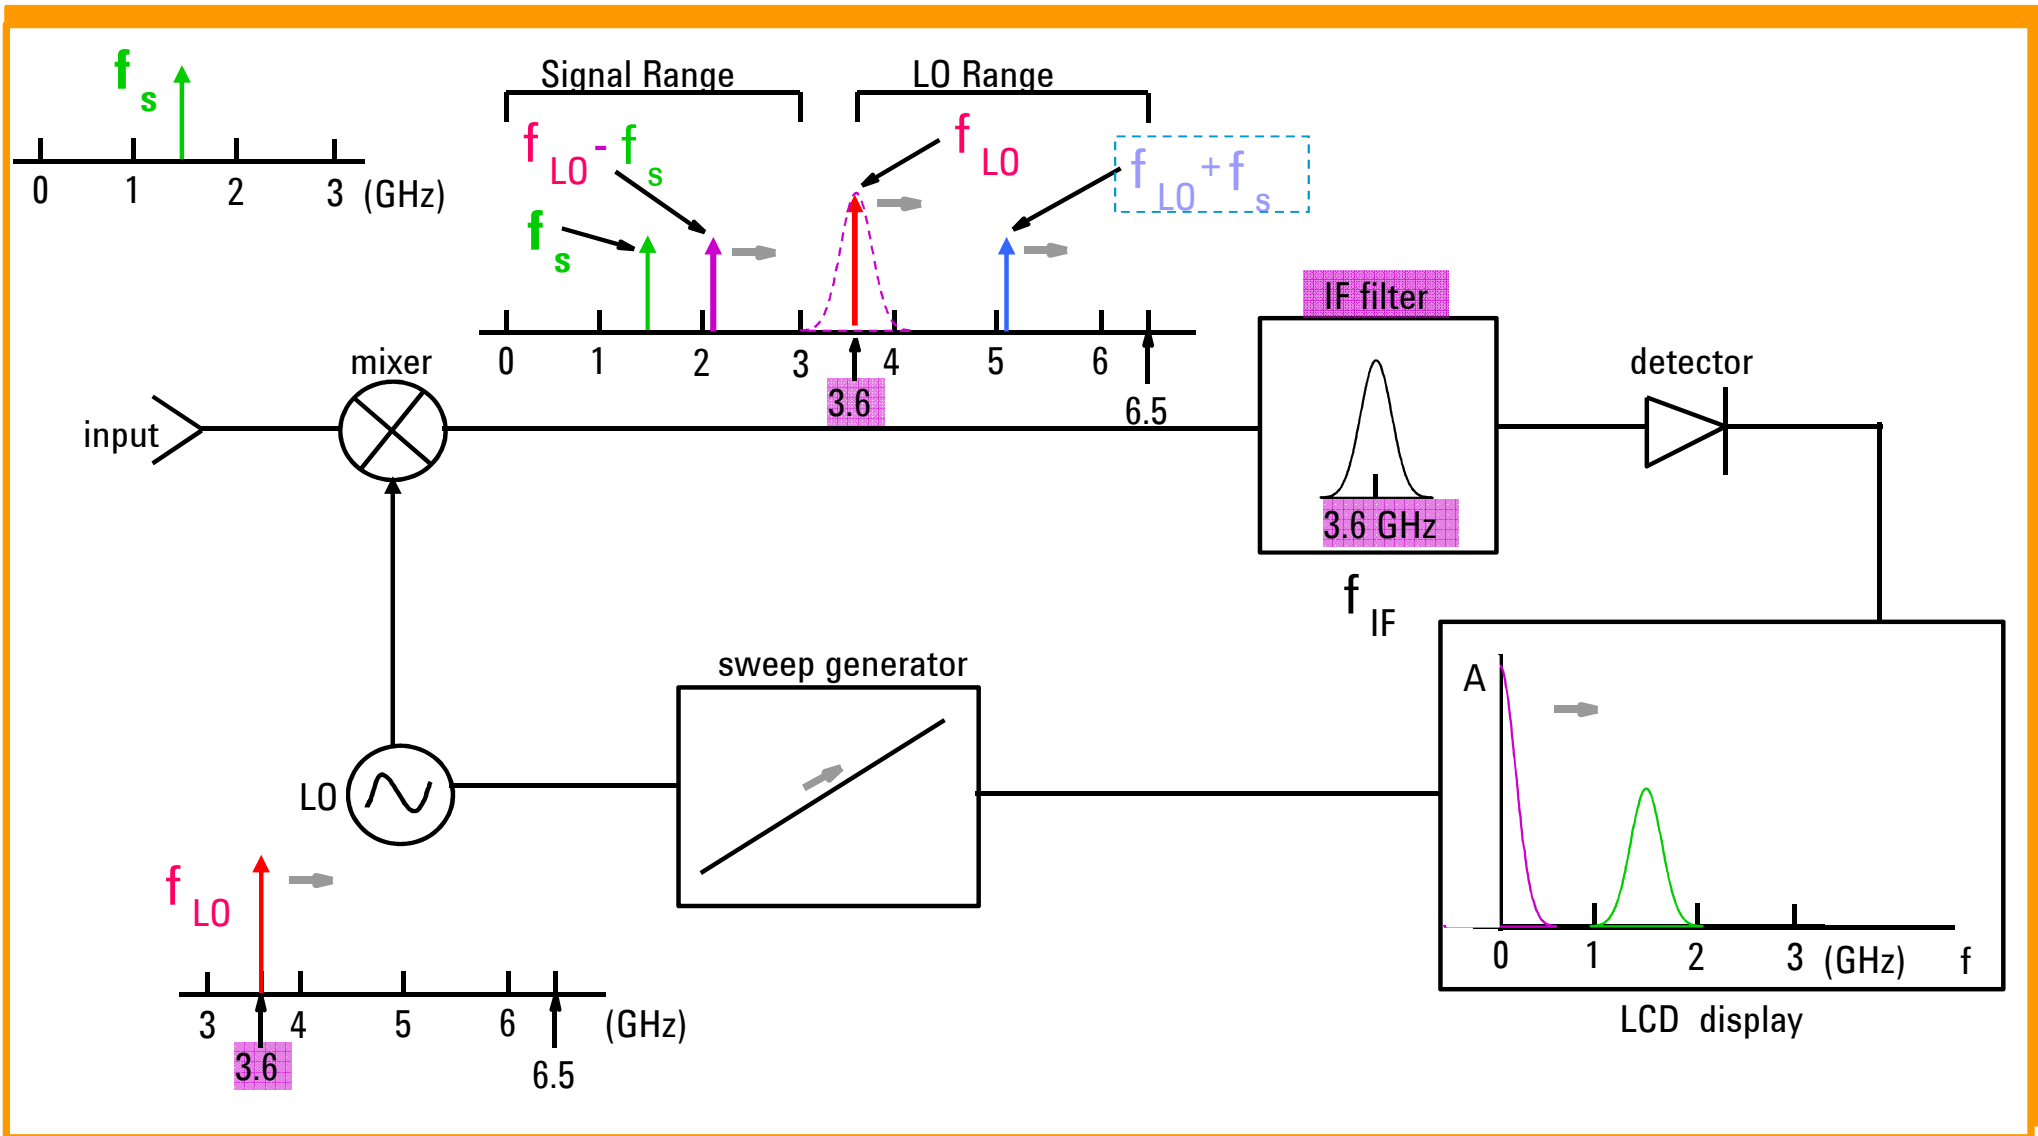 f s
0 1 2 3 (GHz)
Signal Range
LO Range
f LO - f s
f LO
f LO + f s
f s
0 1 2 3 4 5 6
3.6
6.5
IF filter
3.6 GHz
f IF
mixer
detector
input
sweep generator
LO
f LO
3 4 5 6 (GHz)
3.6
6.5
A
0 1 2 3 (GHz) f
LCD display